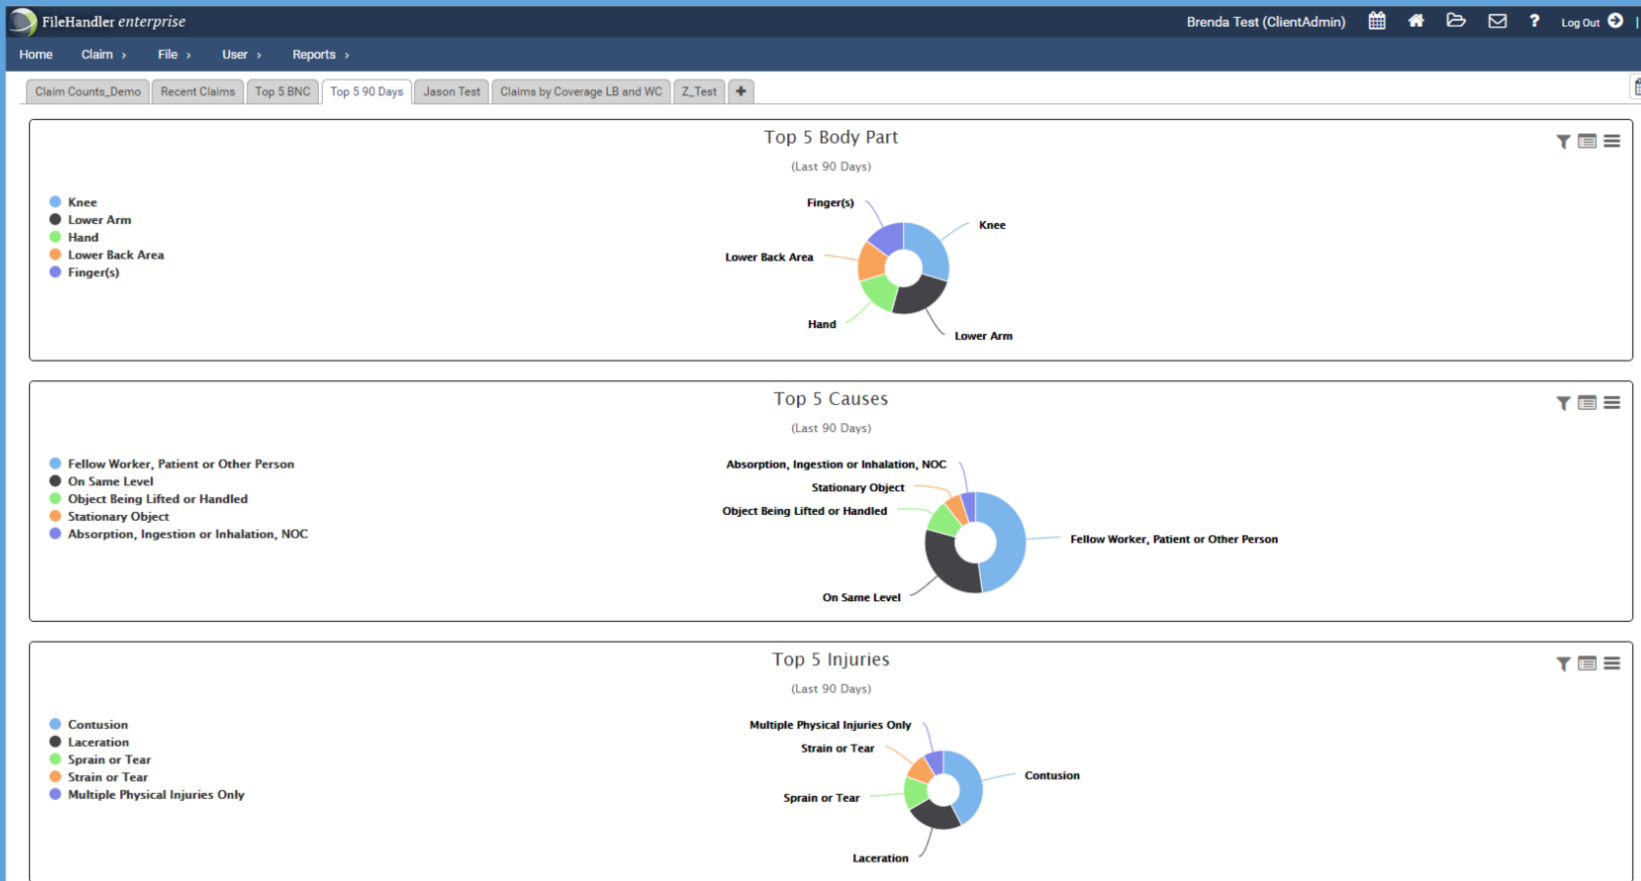 FileHandler enterprise
Brenda Test (ClientAdmin)
?
Log Out
Home
Claim ›
File ›
User ›
Reports ›
Claim Counts_Demo
Recent Claims
Top 5 BNC
Top 5 90 Days
Jason Test
Claims by Coverage LB and WC
Z_Test
+
Top 5 Body Part
(Last 90 Days)
Knee
Lower Arm
Hand
Lower Back Area
Finger(s)
Finger(s)
Knee
Lower Back Area
Hand
Lower Arm
Top 5 Causes
(Last 90 Days)
Fellow Worker, Patient or Other Person
On Same Level
Object Being Lifted or Handled
Stationary Object
Absorption, Ingestion or Inhalation, NOC
Absorption, Ingestion or Inhalation, NOC
Stationary Object
Object Being Lifted or Handled
Fellow Worker, Patient or Other Person
On Same Level
Top 5 Injuries
(Last 90 Days)
Contusion
Laceration
Sprain or Tear
Strain or Tear
Multiple Physical Injuries Only
Multiple Physical Injuries Only
Strain or Tear
Contusion
Sprain or Tear
Laceration